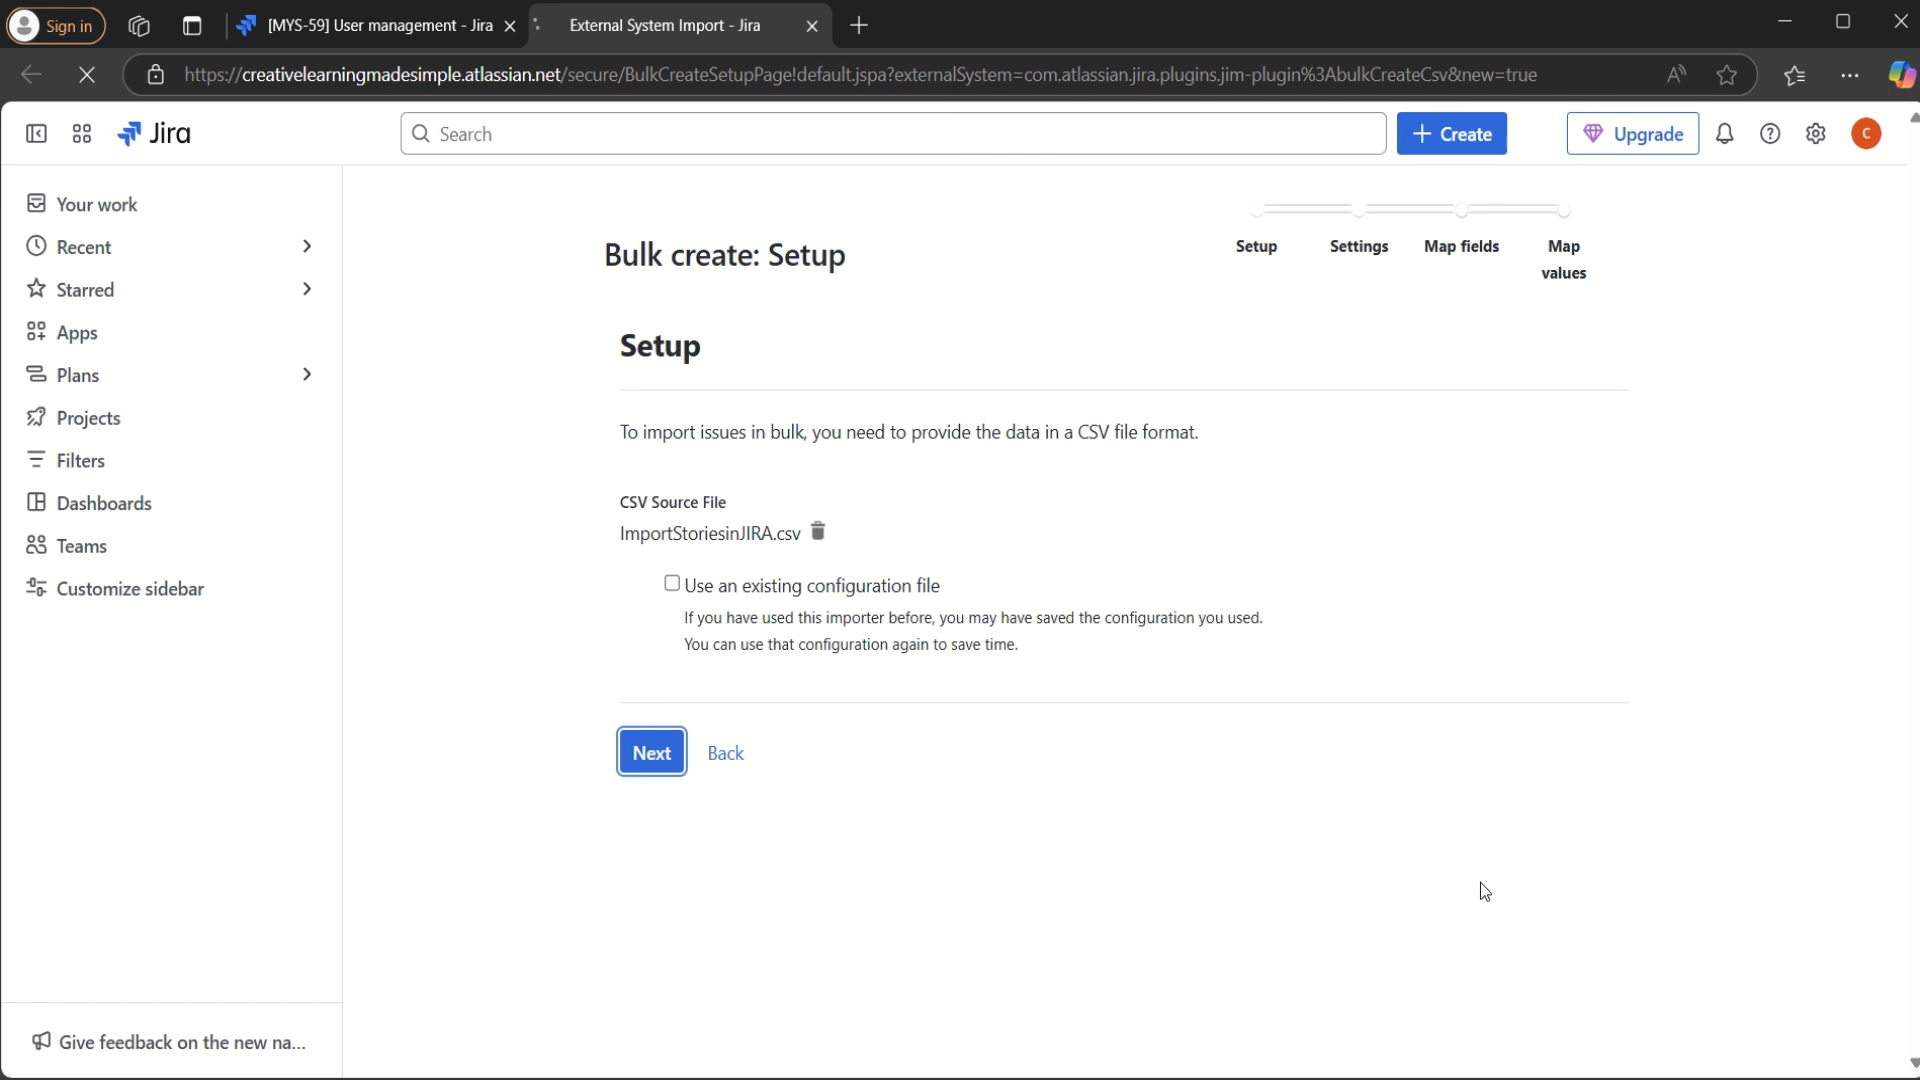 Sign in
[MYS-59] User management - Jira
External System Import - Jira
https://creativelearningmadesimple.atlassian.net/secure/BulkCreateSetupPage!default.jspa?externalSystem=com.atlassian.jira.plugins.jim-plugin%3AbulkCreateCsv&new=true
Jira
Search
Create
Upgrade
C
Your work
Recent
Starred
Apps
Plans
Projects
Filters
Dashboards
Teams
Customize sidebar
Give feedback on the new na...
Bulk create: Setup
Setup
Settings
Map fields
Map
values
Setup
To import issues in bulk, you need to provide the data in a CSV file format.
CSV Source File
ImportStoriesinJIRA.csv
Use an existing configuration file
If you have used this importer before, you may have saved the configuration you used.
You can use that configuration again to save time.
Next
Back